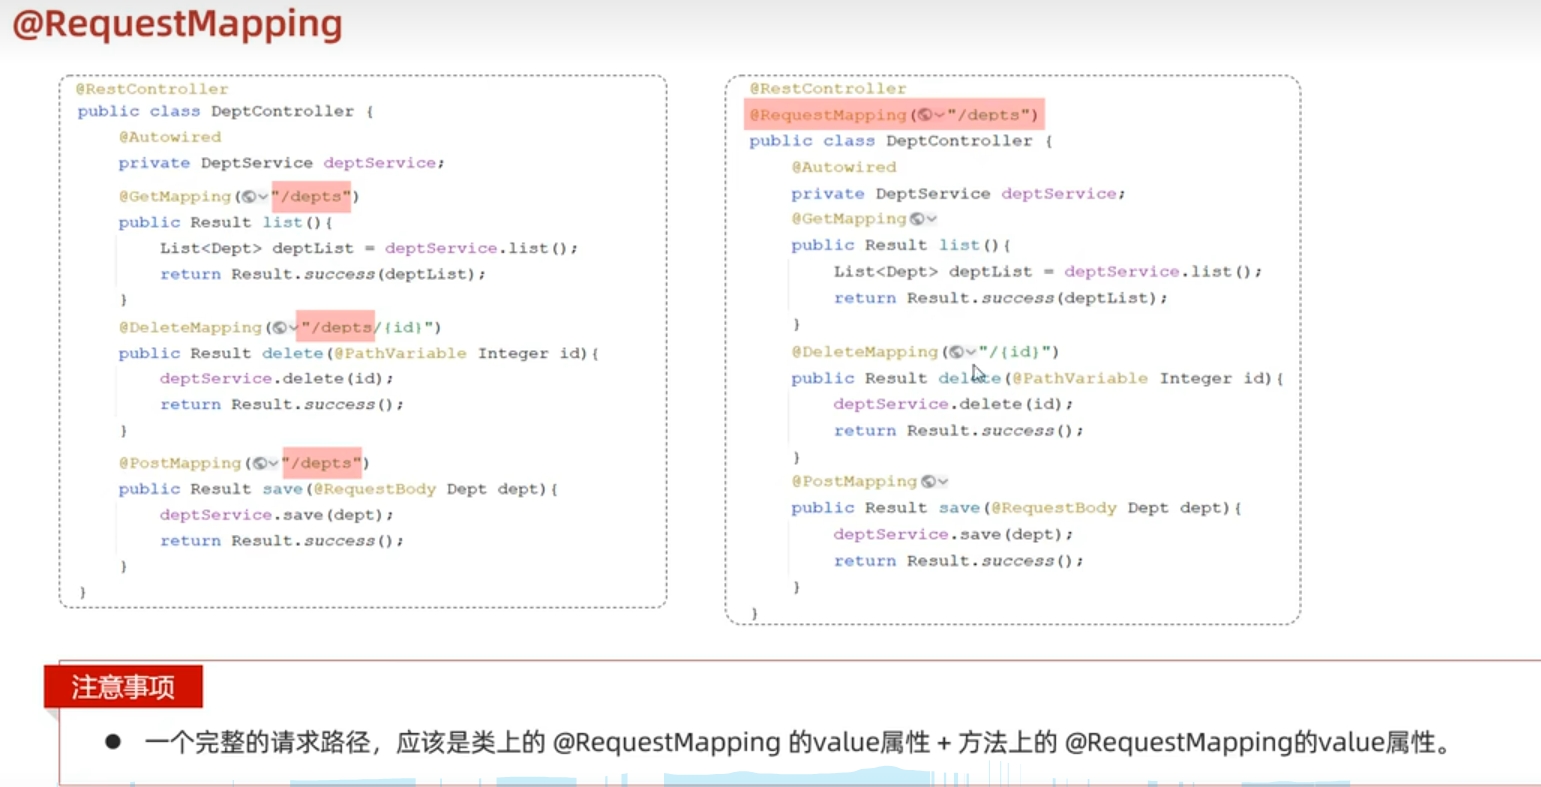 @RequestMapping
@RestController
public class DeptController {
@Autowired
private DeptService deptService;
@GetMapping("/depts")
public Result list(){
List<Dept> deptList = deptService.list();
return Result.success(deptList);
}
@DeleteMapping("/depts/{id}")
public Result delete(@PathVariable Integer id){
deptService.delete(id);
return Result.success();
}
@PostMapping("/depts")
public Result save(@RequestBody Dept dept){
deptService.save(dept);
return Result.success();
}
}
@RestController
@RequestMapping("/depts")
public class DeptController {
@Autowired
private DeptService deptService;
@GetMapping
public Result list(){
List<Dept> deptList = deptService.list();
return Result.success(deptList);
}
@DeleteMapping("/{id}")
public Result delete(@PathVariable Integer id){
deptService.delete(id);
return Result.success();
}
@PostMapping
public Result save(@RequestBody Dept dept){
deptService.save(dept);
return Result.success();
}
}
注意事项
● 一个完整的请求路径，应该是类上的 @RequestMapping 的value属性 + 方法上的 @RequestMapping的value属性。